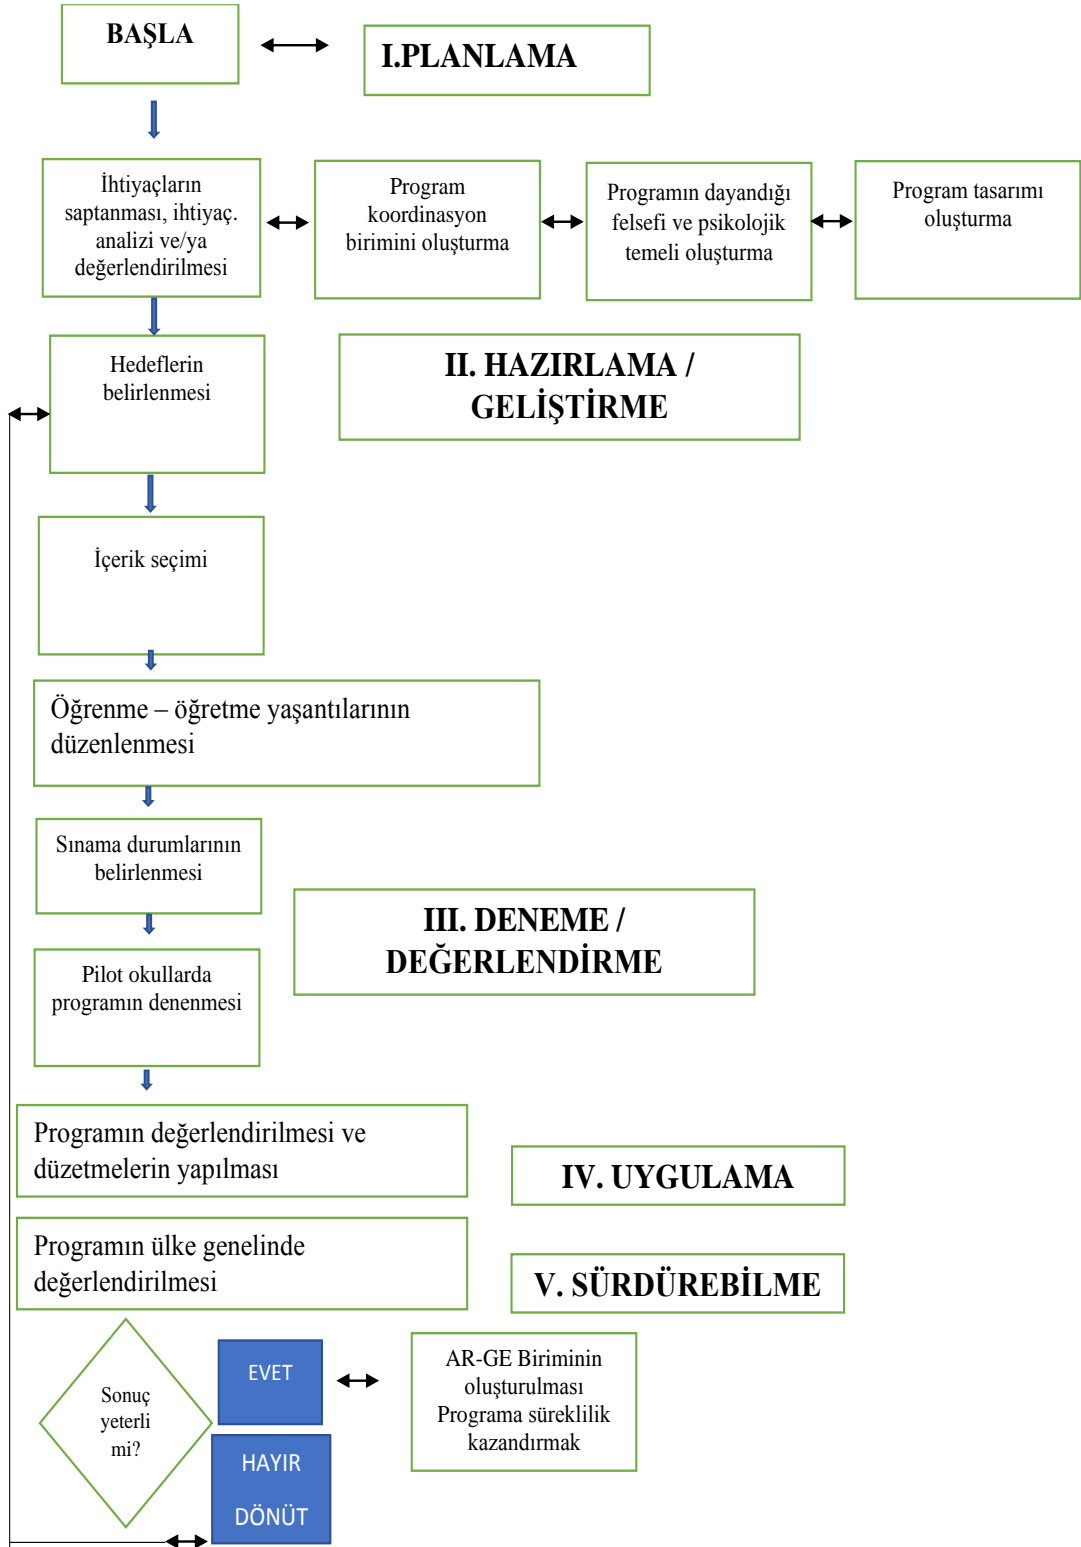 BAŞLA
I.PLANLAMA
İhtiyaçların
saptanması, ihtiyaç.
analizi ve/ya
değerlendirilmesi
Program
koordinasyon
birimini oluşturma
Programın dayandığı
felsefi ve psikolojik
temeli oluşturma
Program tasarımı
oluşturma
Hedeflerin
belirlenmesi
II. HAZIRLAMA /
GELİŞTİRME
İçerik seçimi
Öğrenme – öğretme yaşantılarının
düzenlenmesi
Sınama durumlarının
belirlenmesi
III. DENEME /
DEĞERLENDİRME
Pilot okullarda
programın denenmesi
Programın değerlendirilmesi ve
düzetmelerin yapılması
IV. UYGULAMA
Programın ülke genelinde
değerlendirilmesi
V. SÜRDÜREBİLME
Sonuç
yeterli
mi?
EVET
AR-GE Biriminin
oluşturulması
Programa süreklilik
kazandırmak
HAYIR
DÖNÜT